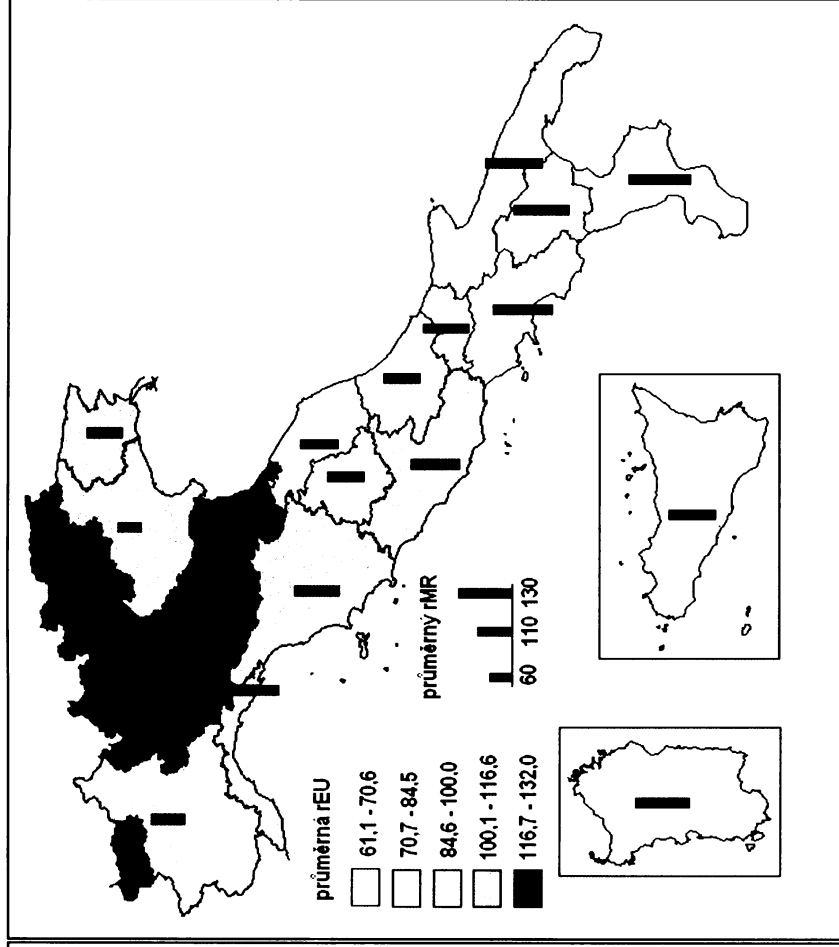 průměrná rEU
61,1 - 70,6
70,7 - 84,5
84,6 - 100,0
100,1 - 116,6
116,7 - 132,0
průměrný rMR
60 110 130